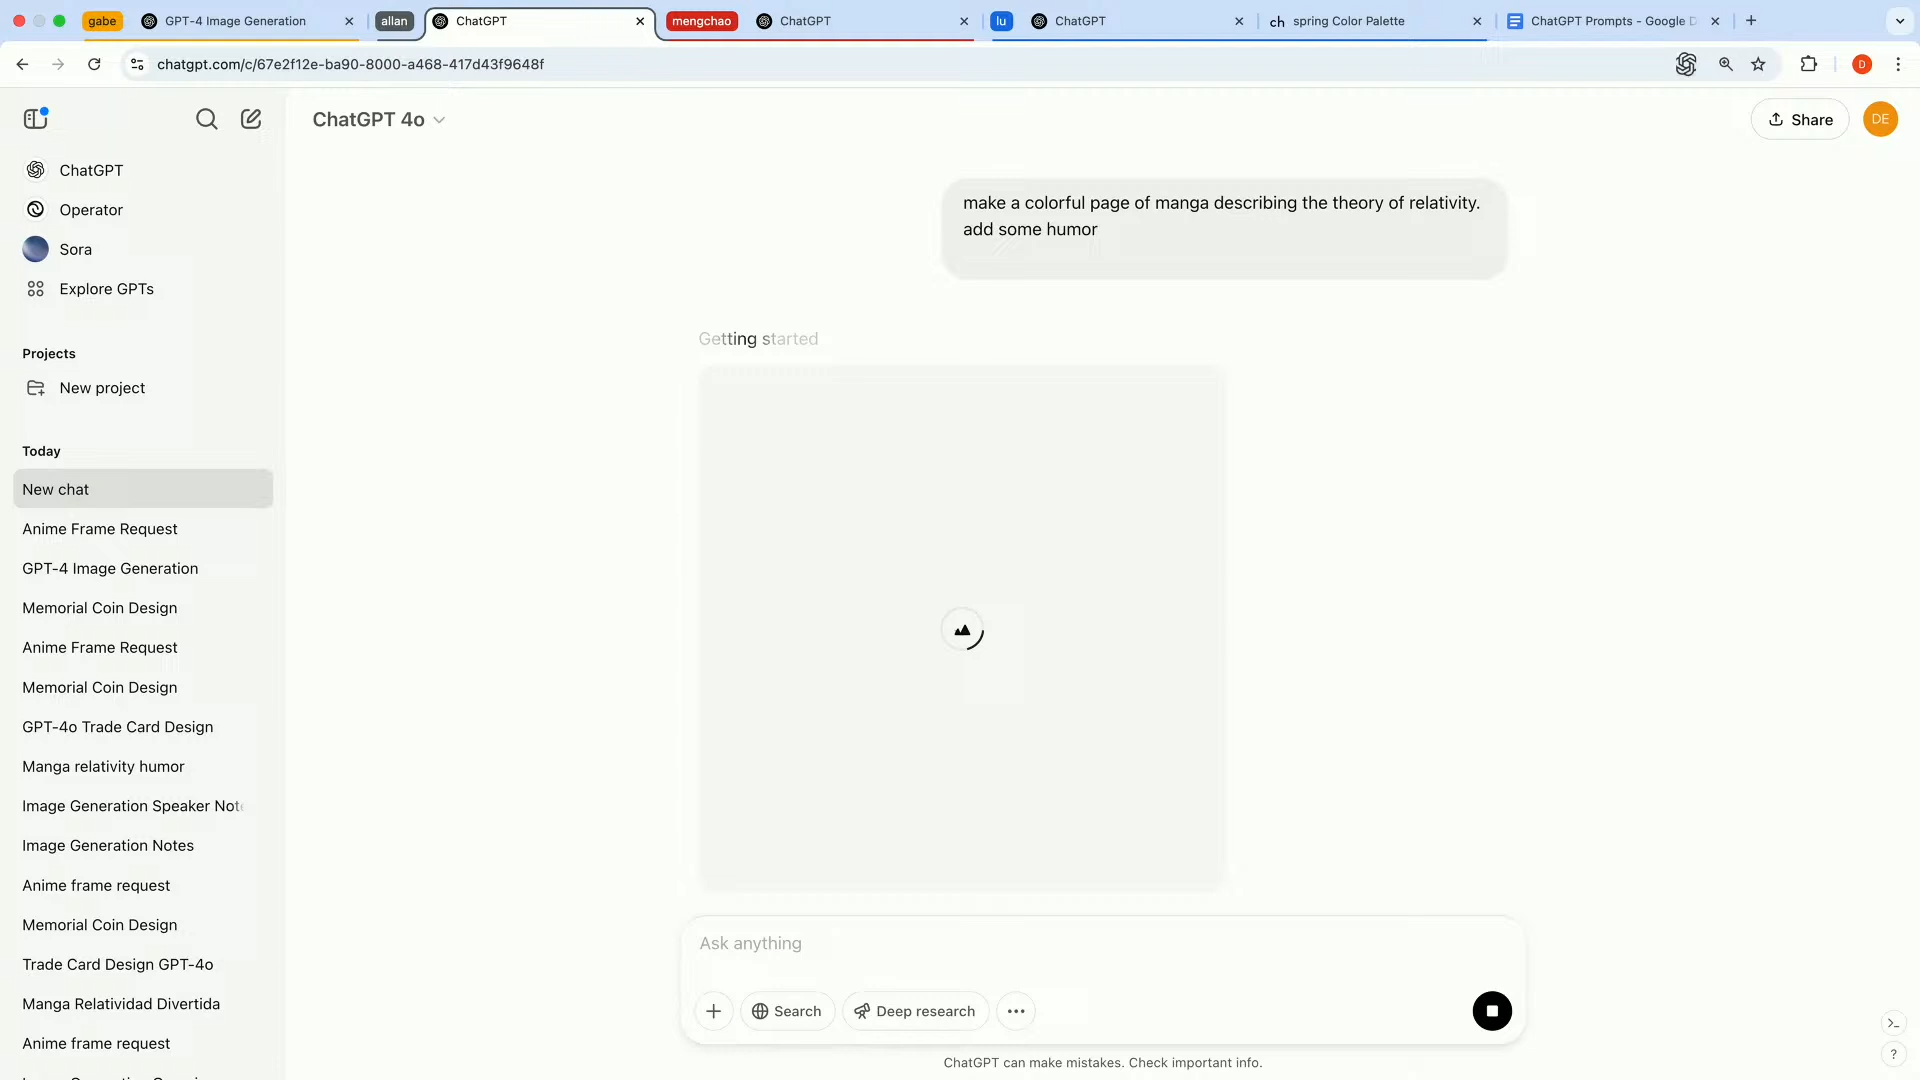 gabe
GPT-4 Image Generation
allan
ChatGPT
mengchao
ChatGPT
lu
ChatGPT
ch
spring Color Palette
ChatGPT Prompts - Google D
chatgpt.com/c/67e2f12e-ba90-8000-a468-417d43f9648f
D
ChatGPT 4o
Share
DE
ChatGPT
Operator
Sora
Explore GPTs
Projects
New project
Today
New chat
Anime Frame Request
GPT-4 Image Generation
Memorial Coin Design
Anime Frame Request
Memorial Coin Design
GPT-4o Trade Card Design
Manga relativity humor
Image Generation Speaker Note
Image Generation Notes
Anime frame request
Memorial Coin Design
Trade Card Design GPT-4o
Manga Relatividad Divertida
Anime frame request
make a colorful page of manga describing the theory of relativity.
add some humor
Getting started
Ask anything
Search
Deep research
ChatGPT can make mistakes. Check important info.
?